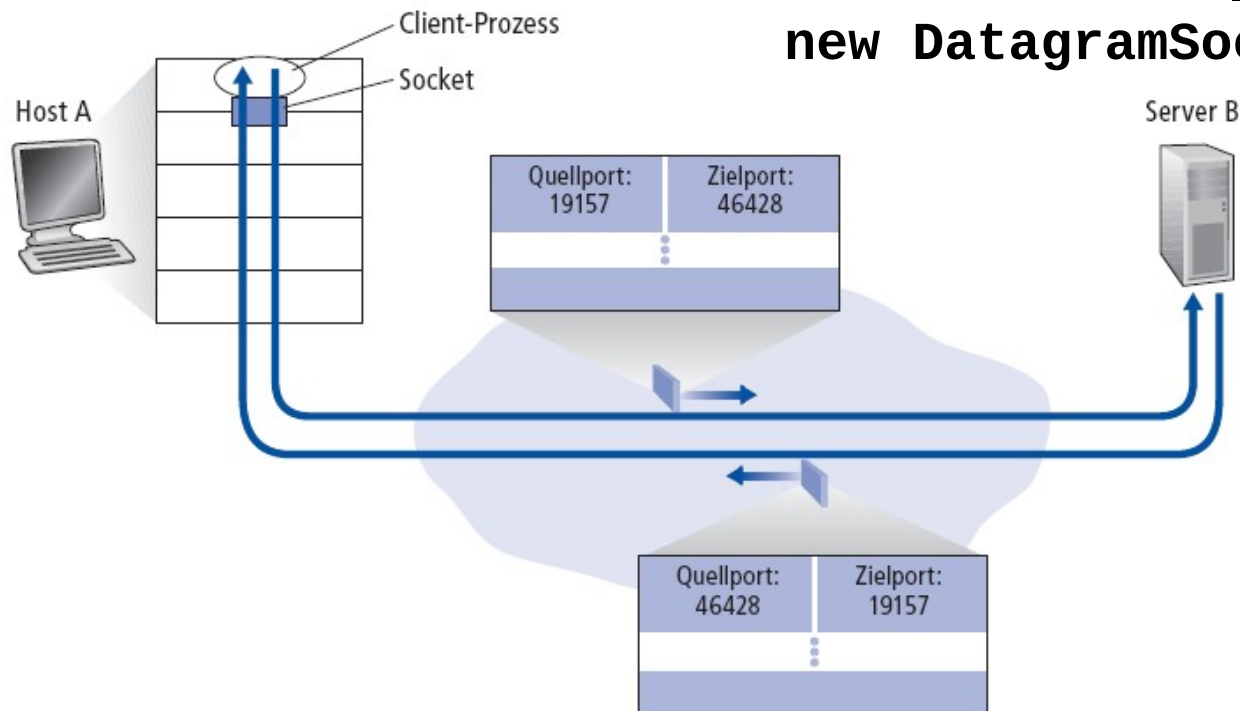 Client-Prozess
new DatagramSoc
Socket
Host A
Server B
Quellport:
19157
Zielport:
46428
Quellport:
46428
Zielport:
19157